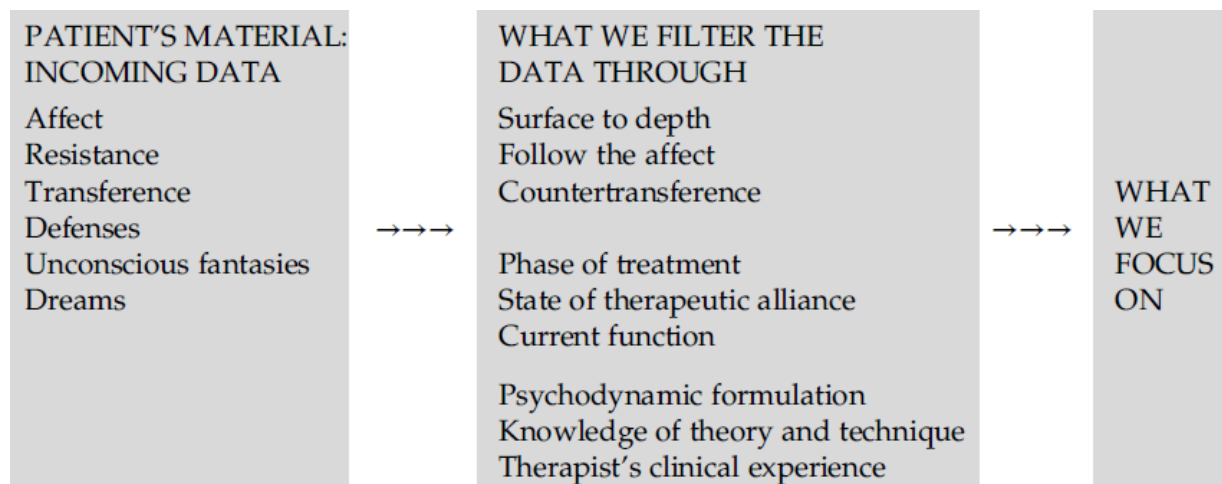 PATIENT'S MATERIAL:
INCOMING DATA
Affect
Resistance
Transference
Defenses
Unconscious fantasies
Dreams
→→→
WHAT WE FILTER THE
DATA THROUGH
Surface to depth
Follow the affect
Countertransference
Phase of treatment
State of therapeutic alliance
Current function
Psychodynamic formulation
Knowledge of theory and technique
Therapist's clinical experience
→→→
WHAT
WE
FOCUS
ON